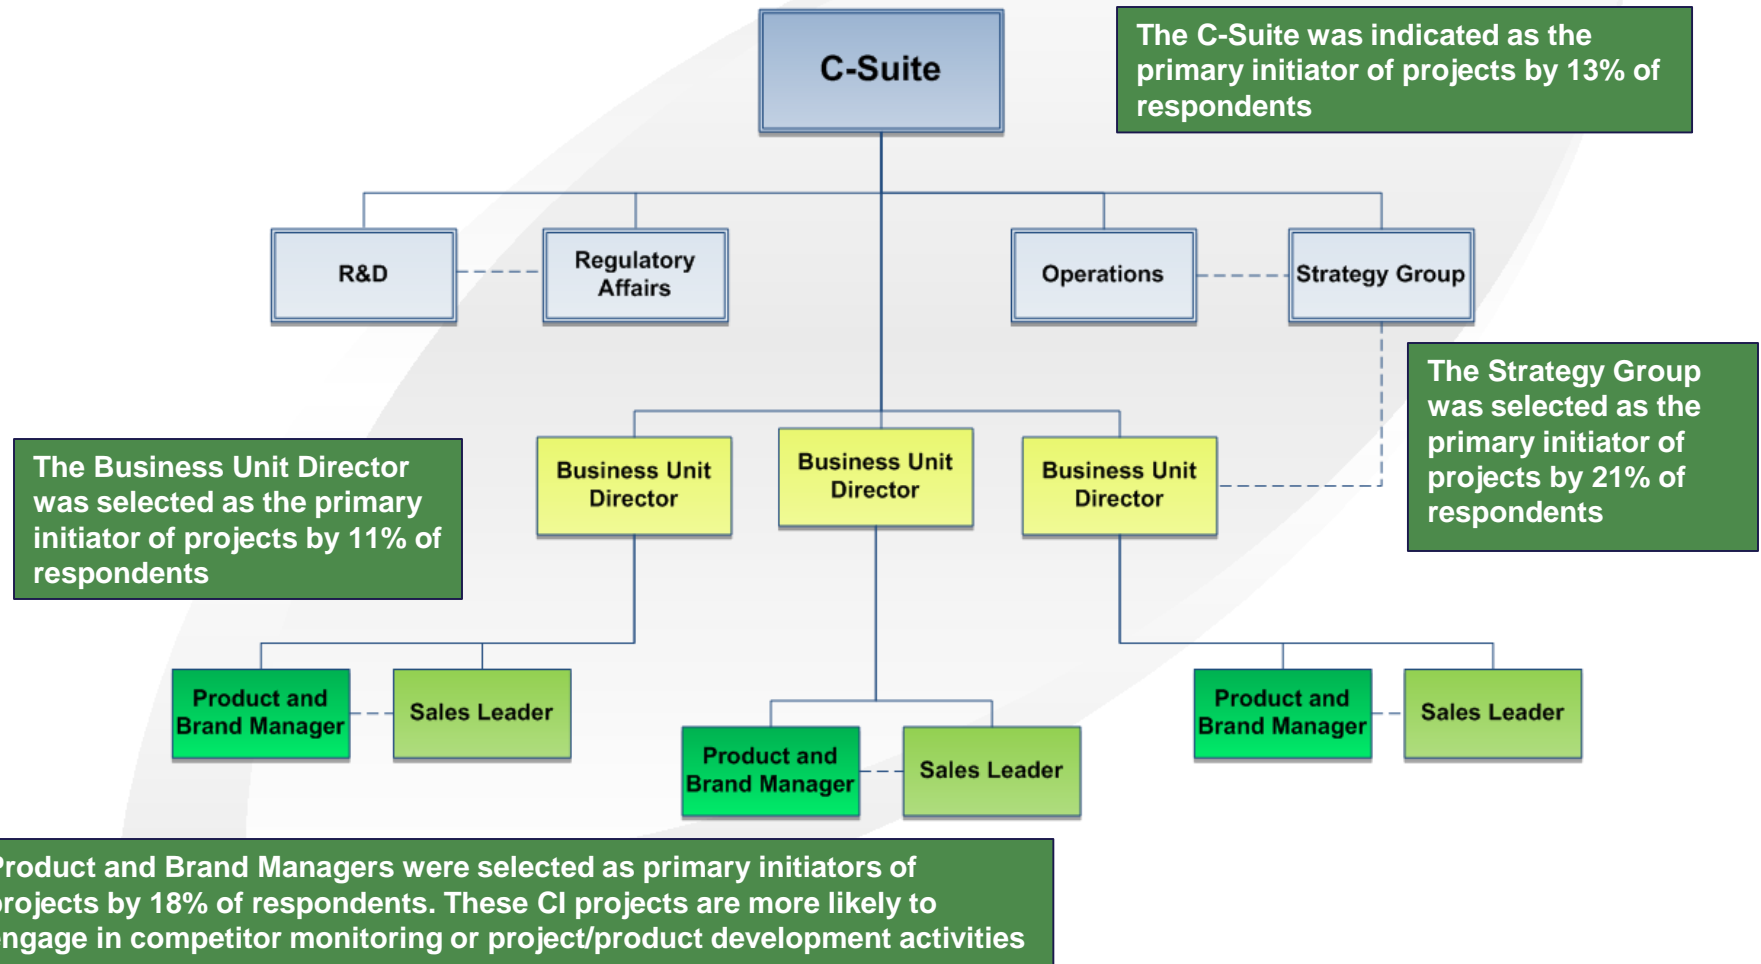 C-Suite
The C-Suite was indicated as the
primary initiator of projects by 13% of
respondents
R&D
Regulatory
Affairs
Operations
Strategy Group
The Strategy Group
was selected as the
primary initiator of
projects by 21% of
respondents
The Business Unit Director
was selected as the primary
initiator of projects by 11% of
respondents
Business Unit
Director
Business Unit
Director
Business Unit
Director
Product and
Brand Manager
Sales Leader
Product and
Brand Manager
Sales Leader
Product and
Brand Manager
Sales Leader
Product and Brand Managers were selected as primary initiators of
projects by 18% of respondents. These CI projects are more likely to
engage in competitor monitoring or project/product development activities